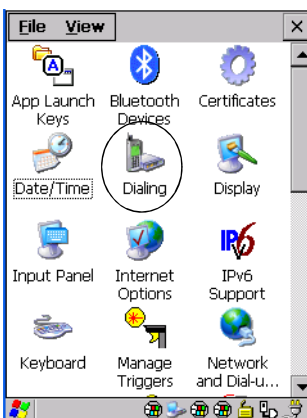 File View
App Launch Bluetooth Certificates
Keys Devices
Date/Time Dialing Display
IPv6
Input Panel Internet IPv6
Options Support
Keyboard Manage Network
Triggers and Dial-u...